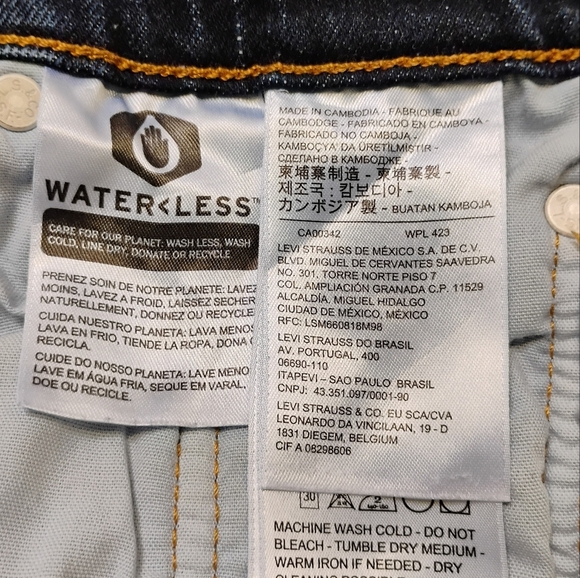 WATER<LESS™
CARE FOR OUR PLANET: WASH LESS, WASH
COLD, LINE DRY, DONATE OR RECYCLE
PRENEZ SOIN DE NOTRE PLANETE: LAVEZ
MOINS, LAVEZ A FROID, LAISSEZ SECHER
NATURELLEMENT, DONNEZ OU RECYCLEZ
CUIDA NUESTRO PLANETA: LAVA MENOS
LAVA EN FRIO, TIENDE LA ROPA, DONA O
RECICLA.
CUIDE DO NOSSO PLANETA: LAVE MENO
LAVE EM ÁGUA FRIA, SEQUE EM VARAL,
DOE OU RECICLE.
MADE IN CAMBODIA - FABRIQUE AU
CAMBODGE - FABRICADO EN CAMBOYA -
FABRICADO NO CAMBOJA -
KAMBOÇYA' DA ÜRETİLMİŞTİR -
СДЕЛАНО В КАМБОДЖЕ -
柬埔寨制造 - 柬埔寨製 -
제조국 : 캄보디아 -
カンボジア製 - BUATAN KAMBOJA
CA00342 WPL 423
LEVI STRAUSS DE MÉXICO S.A. DE C.V.
BLVD. MIGUEL DE CERVANTES SAAVEDRA
NO. 301. TORRE NORTE PISO 7
COL. AMPLIACIÓN GRANADA C.P. 11529
ALCALDÍA. MIGUEL HIDALGO
CIUDAD DE MÉXICO, MÉXICO
RFC: LSM660818M98
LEVI STRAUSS DO BRASIL
AV. PORTUGAL, 400
06690-110
ITAPEVI – SAO PAULO BRASIL
CNPJ: 43.351.097/0001-90
LEVI STRAUSS & CO. EU SCA/CVA
LEONARDO DA VINCILAAN, 19 - D
1831 DIEGEM, BELGIUM
CIF A 08298606
30
2
MACHINE WASH COLD - DO NOT
BLEACH - TUMBLE DRY MEDIUM -
WARM IRON IF NEEDED - DRY